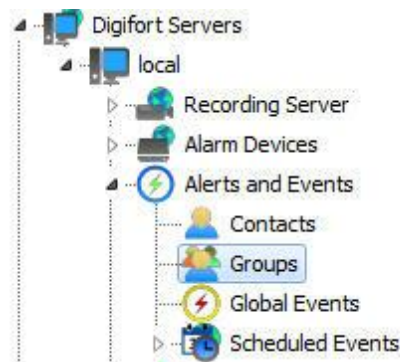 Digifort Servers
local
Recording Server
Alarm Devices
Alerts and Events
Contacts
Groups
Global Events
Scheduled Events